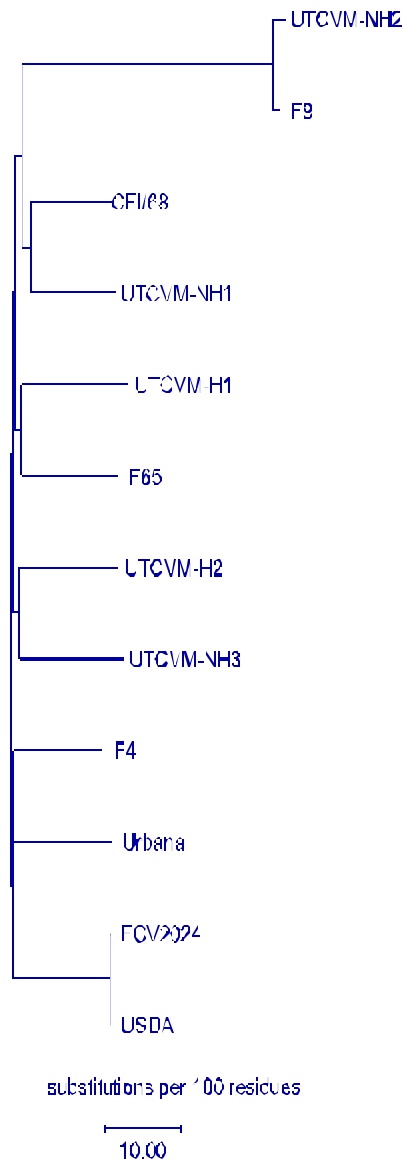 UTCVM-NH2
F9
CFI/68
UTCVM-NH1
UTCVM-H1
F65
UTCVM-H2
UTCVM-NH3
F4
Urbana
FCV2024
USDA
substitutions per 100 residues
10.00